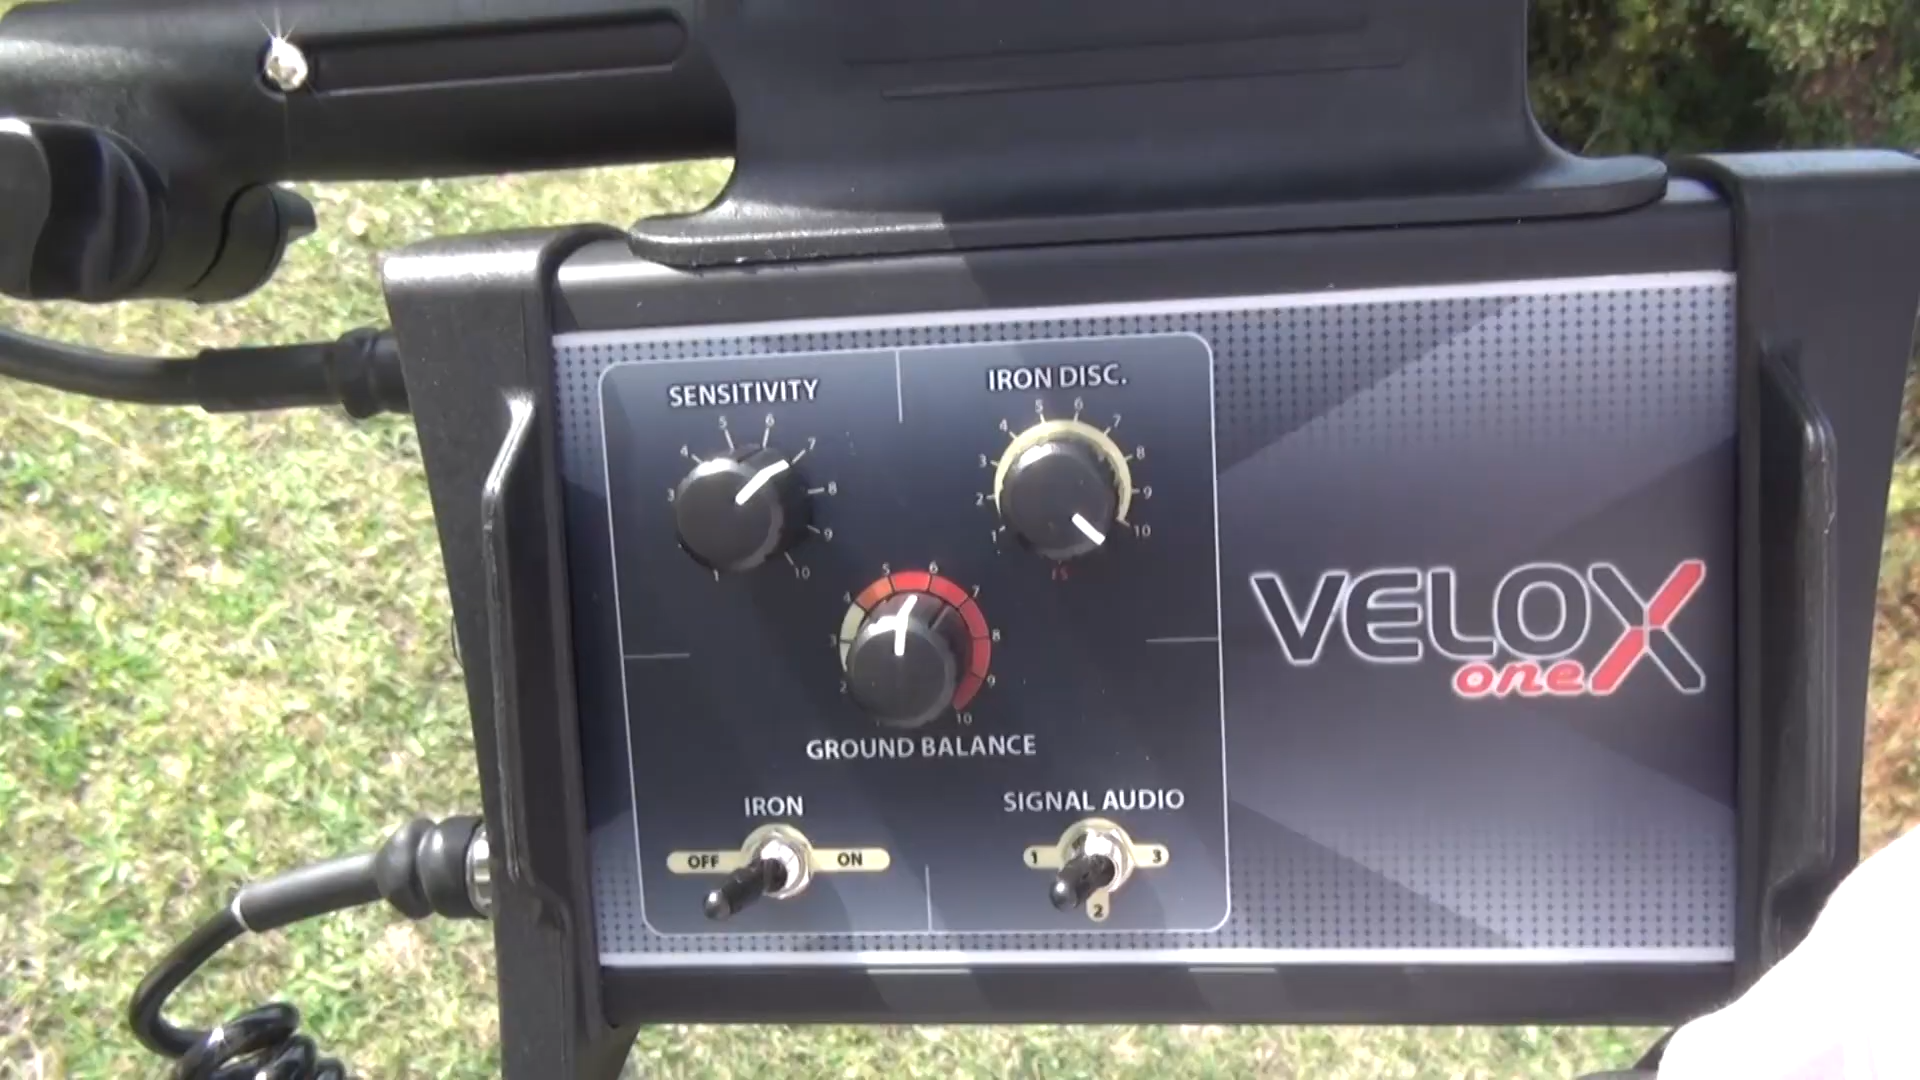 SENSITIVITY
1 3 4 5 6 7 8 9 10
IRON DISC.
1 2 3 4 5 6 7 8 9 10
2 3 4 5 6 7 8 9 10
GROUND BALANCE
IRON
OFF ON
SIGNAL AUDIO
1 3
2
VELOX
one